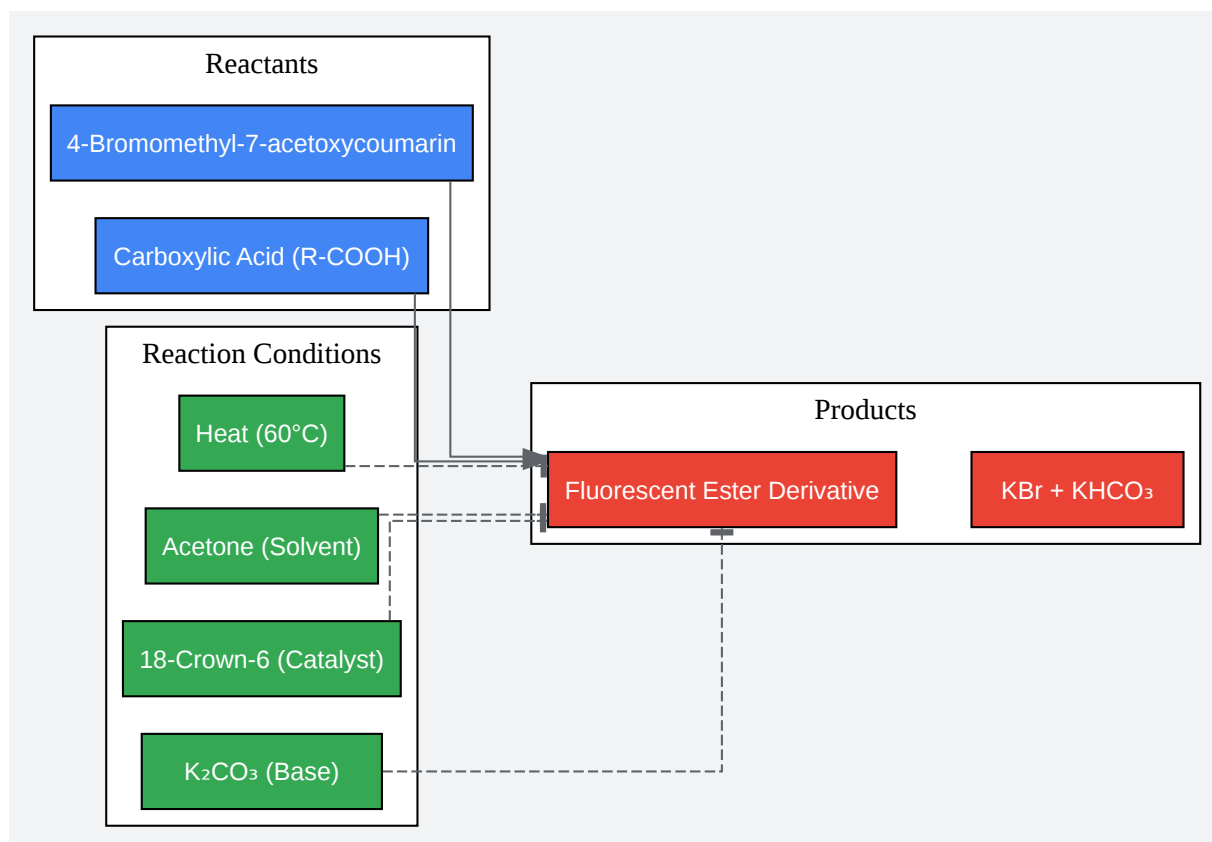 Reactants
4-Bromomethyl-7-acetoxycoumarin
Carboxylic Acid (R-COOH)
Reaction Conditions
Heat (60°C)
Acetone (Solvent)
18-Crown-6 (Catalyst)
K₂CO₃ (Base)
Products
Fluorescent Ester Derivative
KBr + KHCO₃